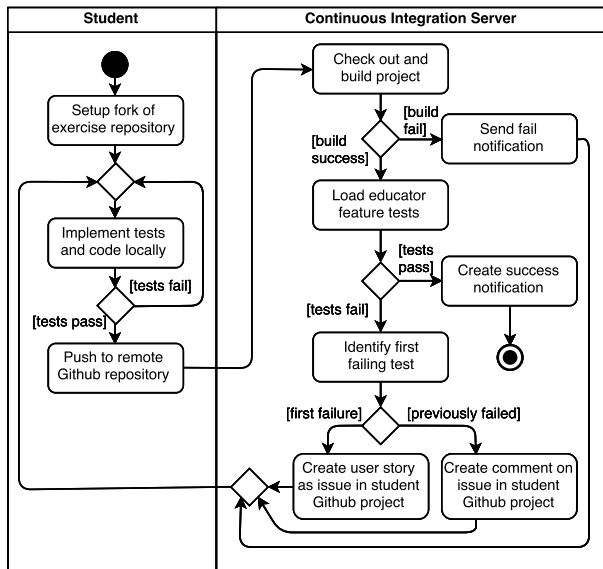 Student
Continuous Integration Server
Setup fork of
exercise repository
Implement tests
and code locally
[tests fail]
[tests pass]
Push to remote
Github repository
Check out and
build project
[build
fail]
[build
success]
Send fail
notification
Load educator
feature tests
[tests
pass]
Create success
notification
[tests fail]
Identify first
failing test
[first failure]
[previously failed]
Create user story
as issue in student
Github project
Create comment on
issue in student
Github project